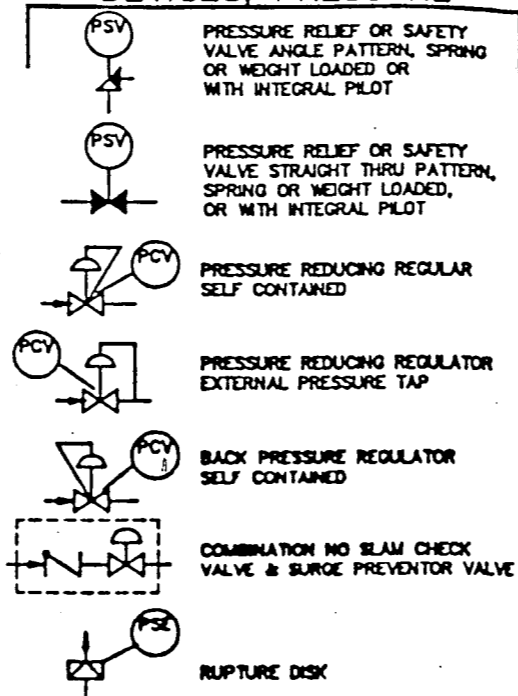 PSV
PRESSURE RELIEF OR SAFETY
VALVE ANGLE PATTERN, SPRING
OR WEIGHT LOADED OR
WITH INTEGRAL PILOT
PSV
PRESSURE RELIEF OR SAFETY
VALVE STRAIGHT THRU PATTERN,
SPRING OR WEIGHT LOADED,
OR WITH INTEGRAL PILOT
PCV
PRESSURE REDUCING REGULAR
SELF CONTAINED
PCV
PRESSURE REDUCING REGULATOR
EXTERNAL PRESSURE TAP
PCV
BACK PRESSURE REGULATOR
SELF CONTAINED
COMBINATION NO SLAM CHECK
VALVE & SURGE PREVENTOR VALVE
PSE
RUPTURE DISK